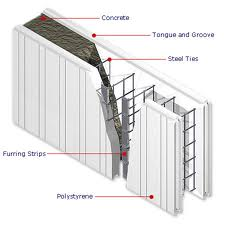 Concrete
Tongue and Groove
Steel Ties
Furring Strips
Polystyrene